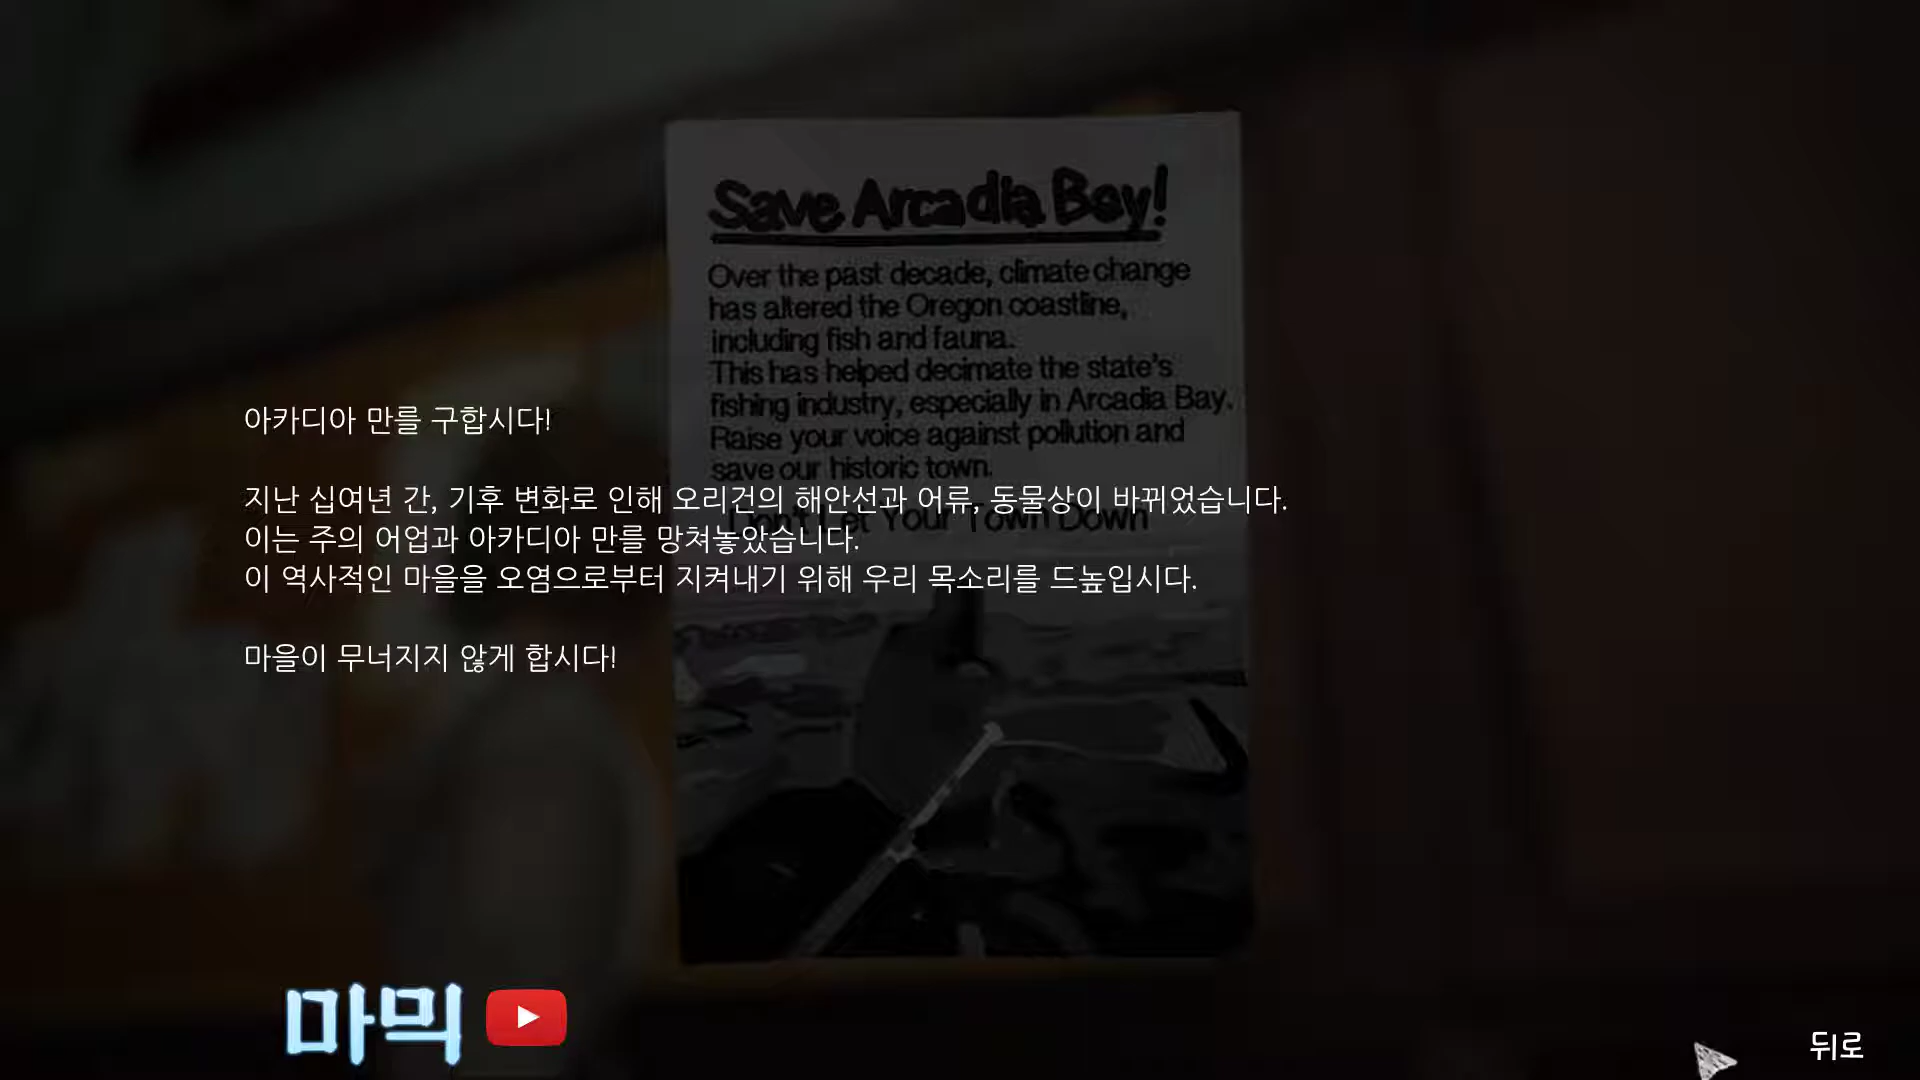 Save Arcadia Bay!
Over the past decade, climate change
has altered the Oregon coastline,
including fish and fauna.
This has helped decimate the state's
fishing industry, especially in Arcadia Bay.
Raise your voice against pollution and
save our historic town.
Don't Let Your Town Down
아카디아 만를 구합시다!
지난 십여년 간, 기후 변화로 인해 오리건의 해안선과 어류, 동물상이 바뀌었습니다.
이는 주의 어업과 아카디아 만를 망쳐놓았습니다.
이 역사적인 마을을 오염으로부터 지켜내기 위해 우리 목소리를 드높입시다.
마을이 무너지지 않게 합시다!
마믹
뒤로